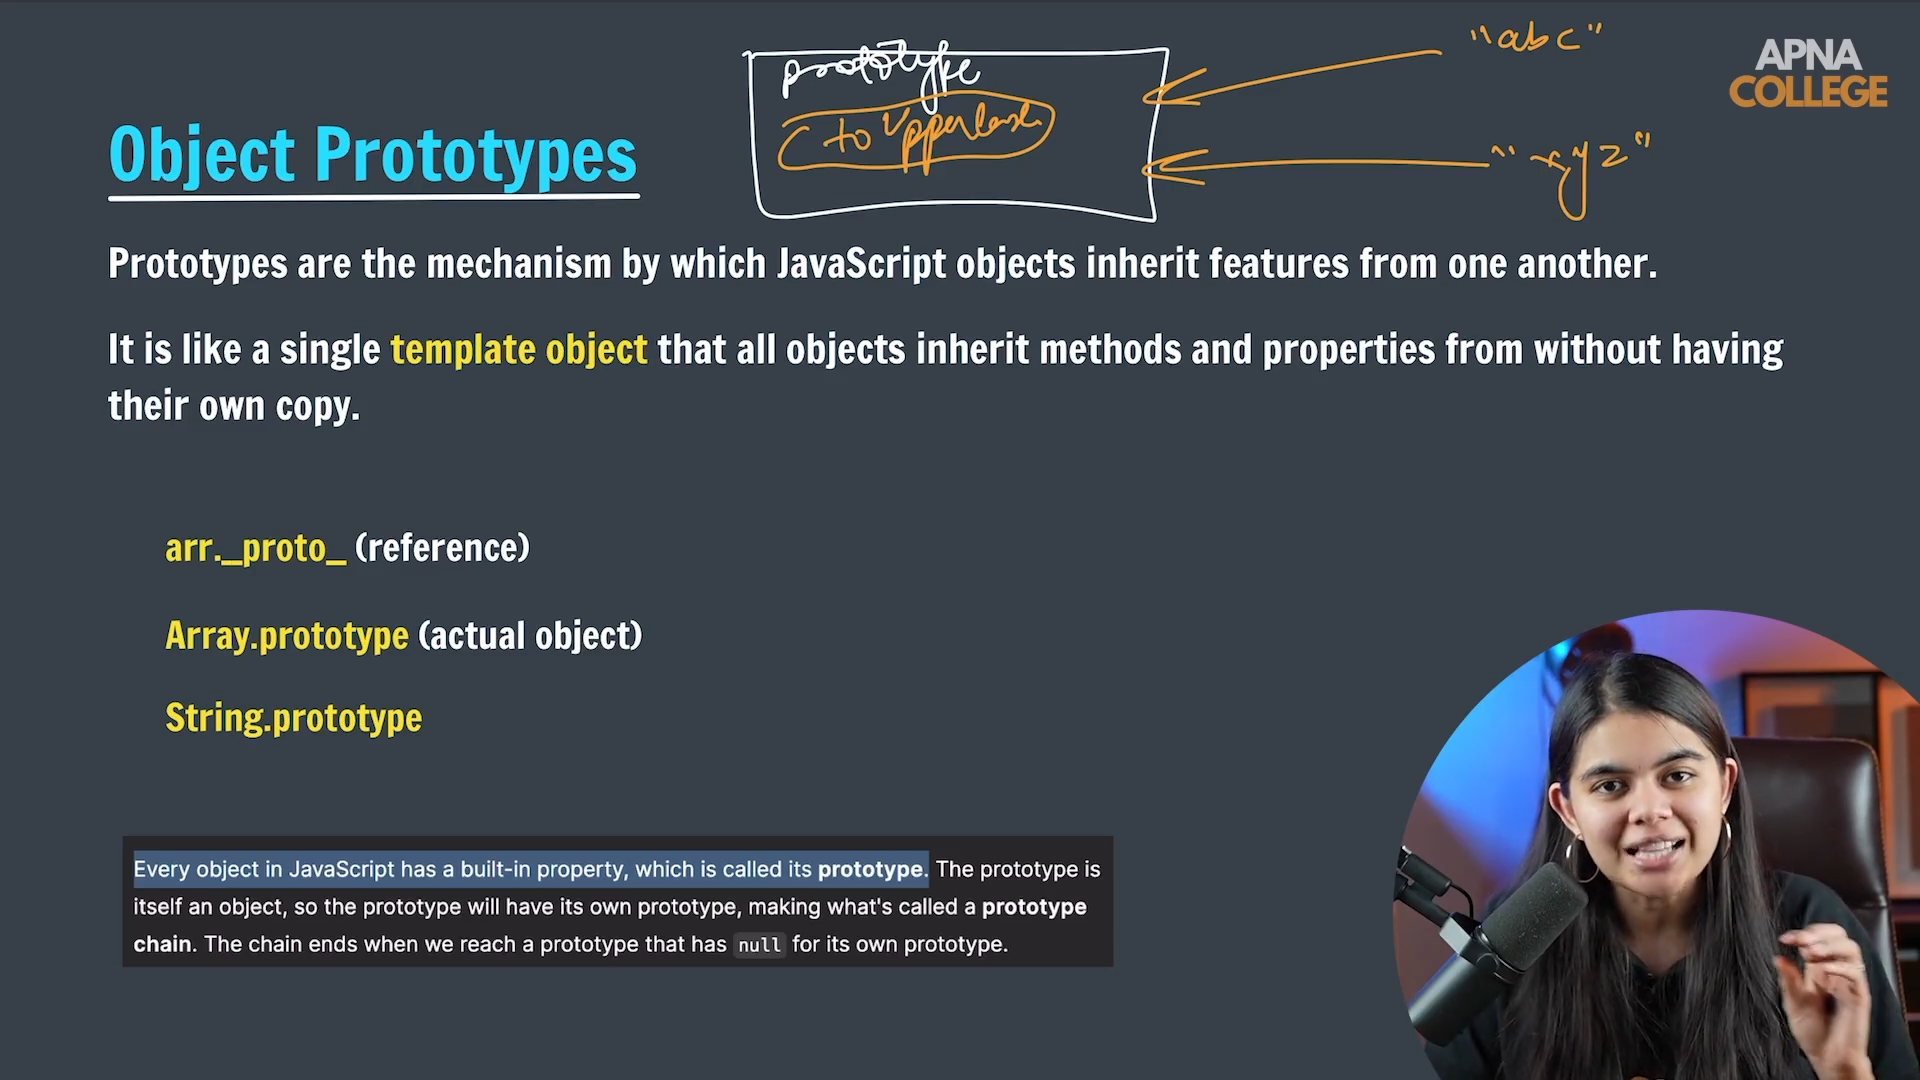 prototype
toUpperCase
"abc"
"xyz"
APNA
COLLEGE
Object Prototypes
Prototypes are the mechanism by which JavaScript objects inherit features from one another.
It is like a single template object that all objects inherit methods and properties from without having
their own copy.
arr.__proto_ (reference)
Array.prototype (actual object)
String.prototype
Every object in JavaScript has a built-in property, which is called its prototype. The prototype is
itself an object, so the prototype will have its own prototype, making what's called a prototype
chain. The chain ends when we reach a prototype that has null for its own prototype.